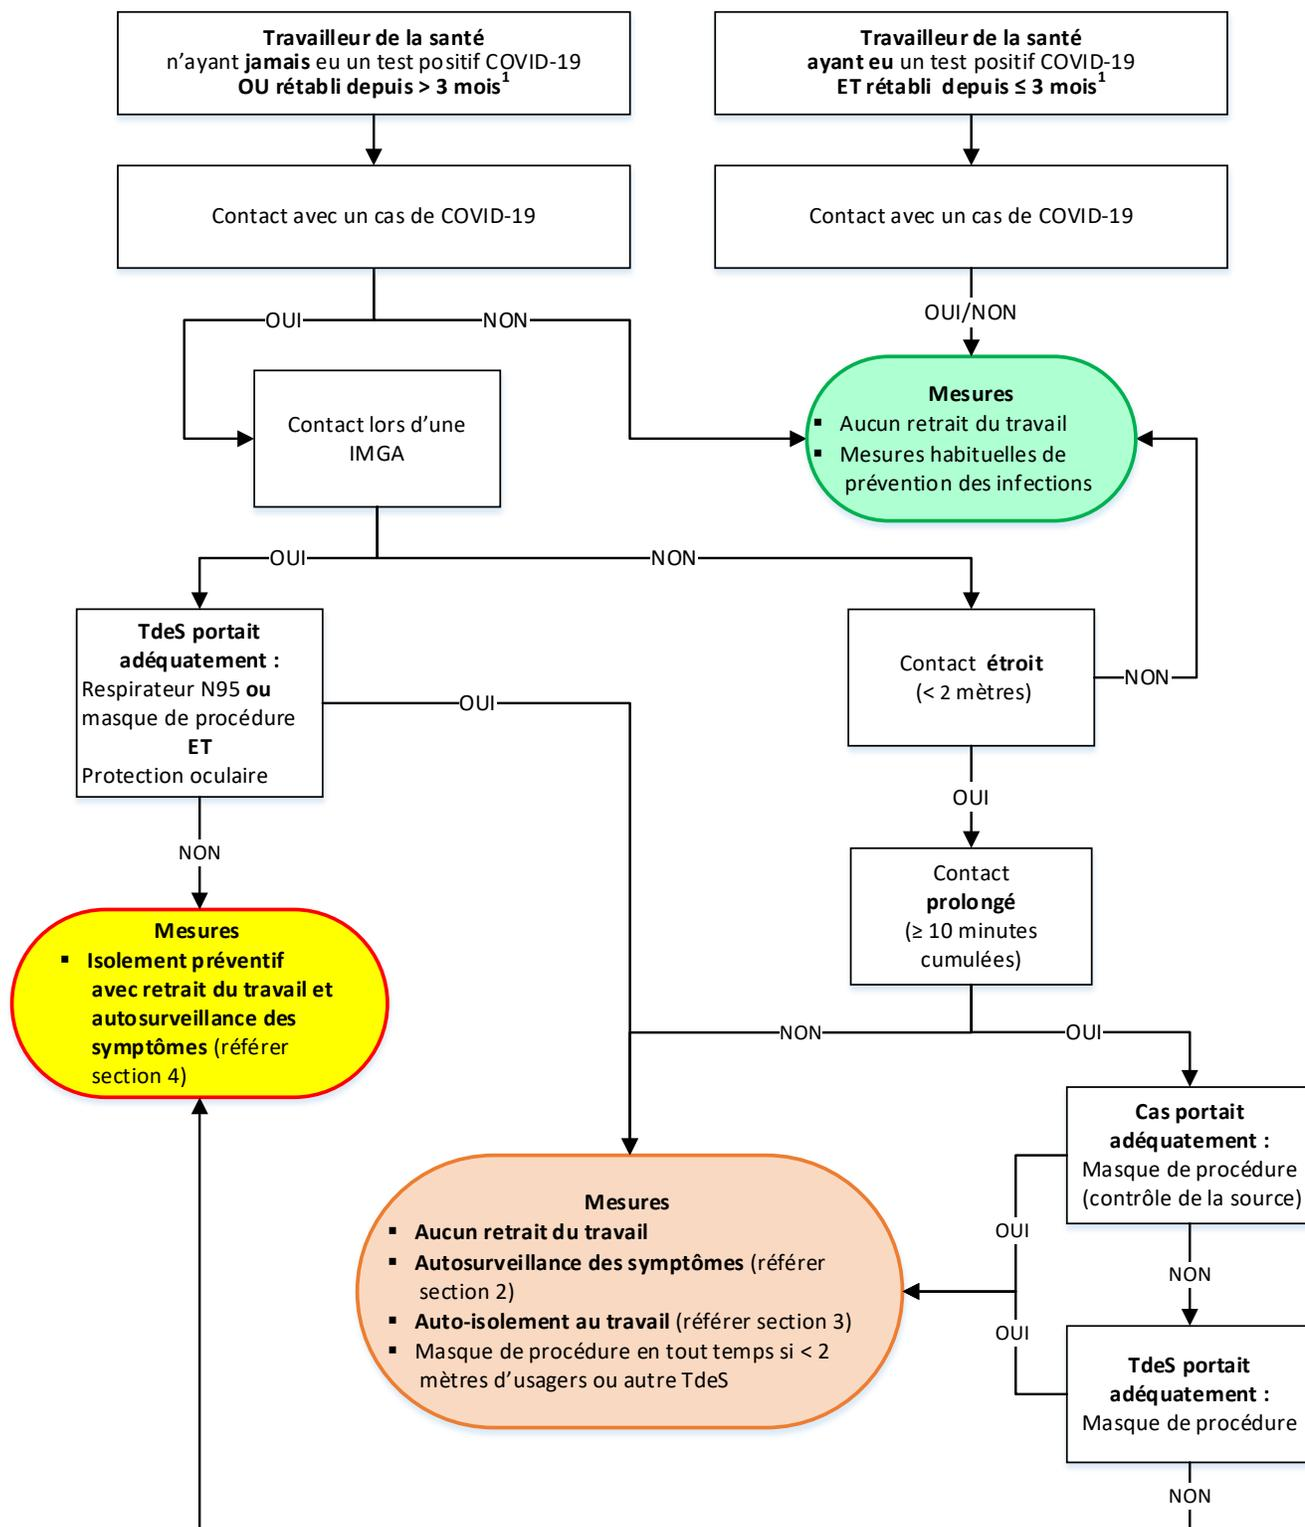 Travailleur de la santé
n'ayant jamais eu un test positif COVID-19
OU rétabli depuis > 3 mois¹
Travailleur de la santé
ayant eu un test positif COVID-19
ET rétabli depuis ≤ 3 mois¹
Contact avec un cas de COVID-19
Contact avec un cas de COVID-19
OUI
NON
OUI/NON
Contact lors d'une
IMGA
Mesures
▪ Aucun retrait du travail
▪ Mesures habituelles de
prévention des infections
OUI
NON
TdeS portait
adéquatement :
Respirateur N95 ou
masque de procédure
ET
Protection oculaire
OUI
Contact étroit
(< 2 mètres)
NON
NON
OUI
Contact
prolongé
(≥ 10 minutes
cumulées)
Mesures
▪ Isolement préventif
avec retrait du travail et
autosurveillance des
symptômes (référer
section 4)
NON
OUI
Cas portait
adéquatement :
Masque de procédure
(contrôle de la source)
Mesures
▪ Aucun retrait du travail
▪ Autosurveillance des symptômes (référer
section 2)
▪ Auto-isolement au travail (référer section 3)
▪ Masque de procédure en tout temps si < 2
mètres d'usagers ou autre TdeS
OUI
NON
OUI
TdeS portait
adéquatement :
Masque de procédure
NON